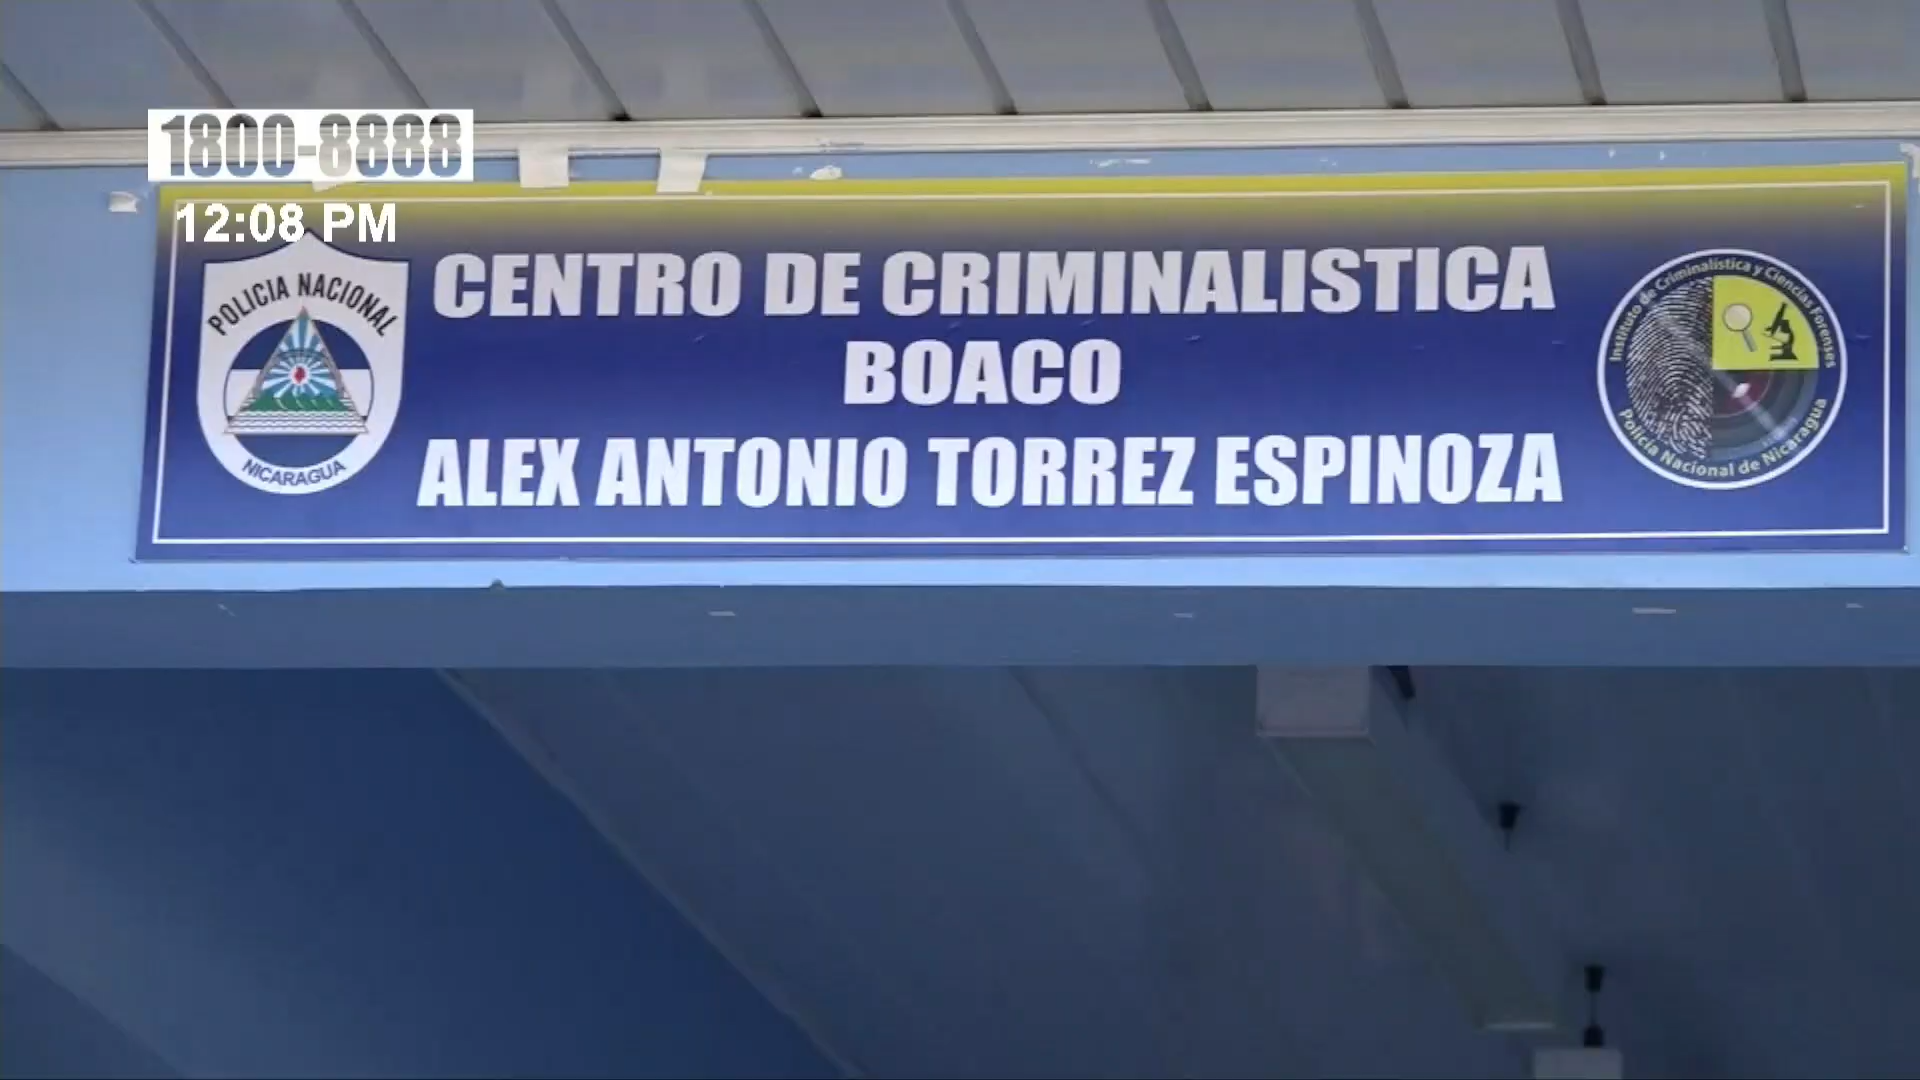 1800-8888
12:08 PM
POLICIA NACIONAL
NICARAGUA
CENTRO DE CRIMINALISTICA
BOACO
ALEX ANTONIO TORREZ ESPINOZA
Instituto de Criminalística y Ciencias Forenses
Policía Nacional de Nicaragua